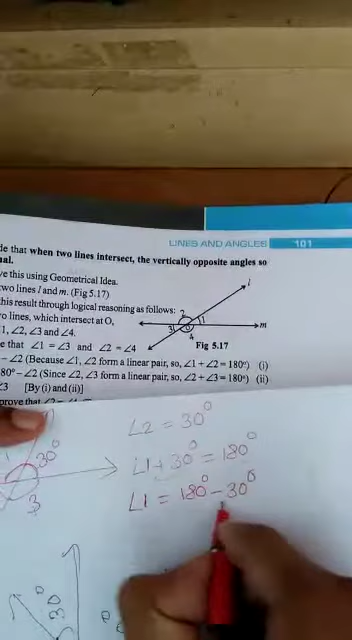 LINES AND ANGLES 101
de that when two lines intersect, the vertically opposite angles so
ual.
ve this using Geometrical Idea.
two lines l and m. (Fig 5.17)
this result through logical reasoning as follows:
vo lines, which intersect at O,
1, ∠2, ∠3 and ∠4.
e that ∠1 = ∠3 and ∠2 = ∠4
− ∠2 (Because ∠1, ∠2 form a linear pair, so, ∠1 + ∠2 = 180°) (i)
80° − ∠2 (Since ∠2, ∠3 form a linear pair, so, ∠2 + ∠3 = 180°) (ii)
∠3 [By (i) and (ii)]
prove that
l
2
1
m
3
O
4
Fig 5.17
∠2 = 30°
∠1 + 30° = 180°
∠1 = 180° − 30°
30°
1
3
30°